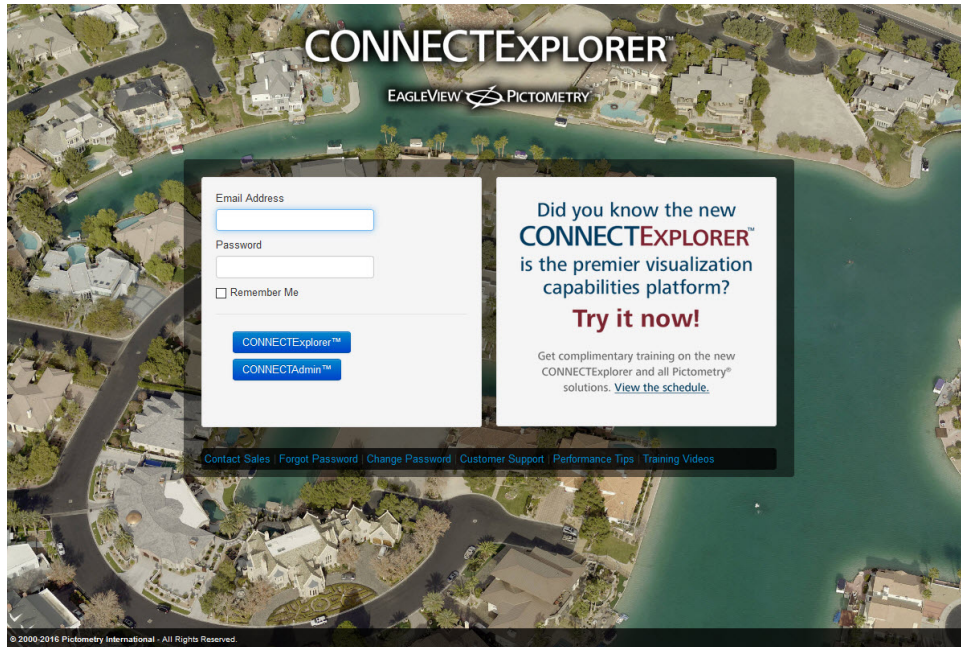 CONNECTEXPLORER™
EAGLEVIEW® PICTOMETRY®
Email Address
Password
Remember Me
CONNECTExplorer™
CONNECTAdmin™
Did you know the new
CONNECTEXPLORER™
is the premier visualization
capabilities platform?
Try it now!
Get complimentary training on the new
CONNECTExplorer and all Pictometry®
solutions. View the schedule.
Contact Sales | Forgot Password | Change Password | Customer Support | Performance Tips | Training Videos
© 2000-2016 Pictometry International - All Rights Reserved.